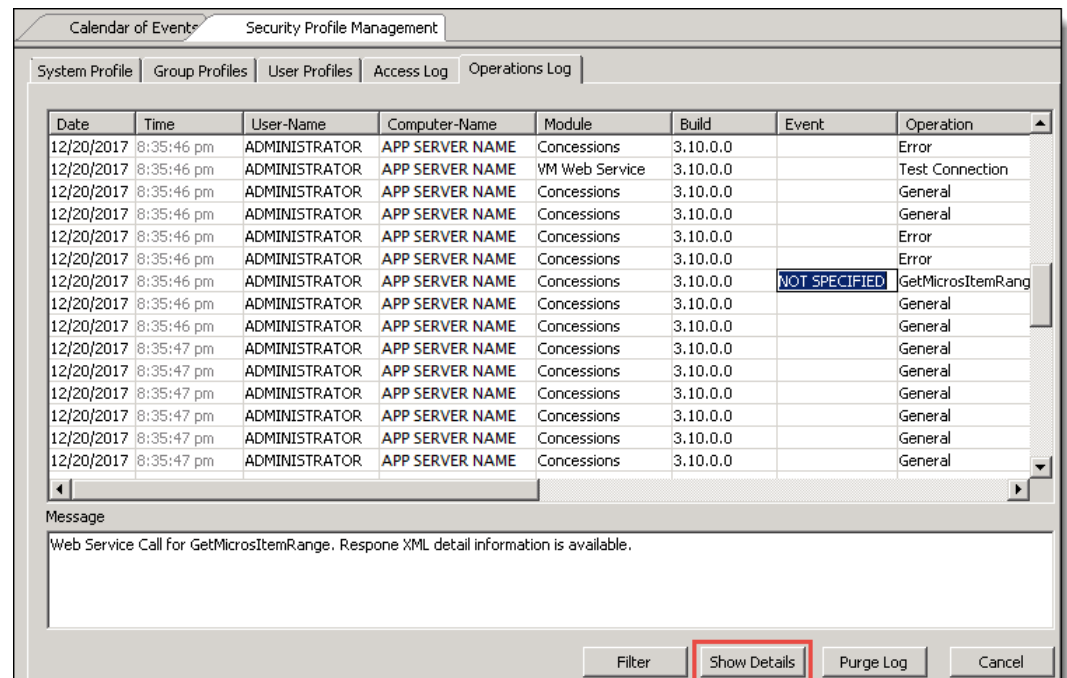 Calendar of Events Security Profile Management
System Profile Group Profiles User Profiles Access Log Operations Log
Date Time User-Name Computer-Name Module Build Event Operation
12/20/2017 8:35:46 pm ADMINISTRATOR APP SERVER NAME Concessions 3.10.0.0 Error
12/20/2017 8:35:46 pm ADMINISTRATOR APP SERVER NAME VM Web Service 3.10.0.0 Test Connection
12/20/2017 8:35:46 pm ADMINISTRATOR APP SERVER NAME Concessions 3.10.0.0 General
12/20/2017 8:35:46 pm ADMINISTRATOR APP SERVER NAME Concessions 3.10.0.0 General
12/20/2017 8:35:46 pm ADMINISTRATOR APP SERVER NAME Concessions 3.10.0.0 Error
12/20/2017 8:35:46 pm ADMINISTRATOR APP SERVER NAME Concessions 3.10.0.0 Error
12/20/2017 8:35:46 pm ADMINISTRATOR APP SERVER NAME Concessions 3.10.0.0 NOT SPECIFIED GetMicrosItemRang
12/20/2017 8:35:46 pm ADMINISTRATOR APP SERVER NAME Concessions 3.10.0.0 General
12/20/2017 8:35:46 pm ADMINISTRATOR APP SERVER NAME Concessions 3.10.0.0 General
12/20/2017 8:35:47 pm ADMINISTRATOR APP SERVER NAME Concessions 3.10.0.0 General
12/20/2017 8:35:47 pm ADMINISTRATOR APP SERVER NAME Concessions 3.10.0.0 General
12/20/2017 8:35:47 pm ADMINISTRATOR APP SERVER NAME Concessions 3.10.0.0 General
12/20/2017 8:35:47 pm ADMINISTRATOR APP SERVER NAME Concessions 3.10.0.0 General
12/20/2017 8:35:47 pm ADMINISTRATOR APP SERVER NAME Concessions 3.10.0.0 General
12/20/2017 8:35:47 pm ADMINISTRATOR APP SERVER NAME Concessions 3.10.0.0 General
Message
Web Service Call for GetMicrosItemRange. Respone XML detail information is available.
Filter Show Details Purge Log Cancel